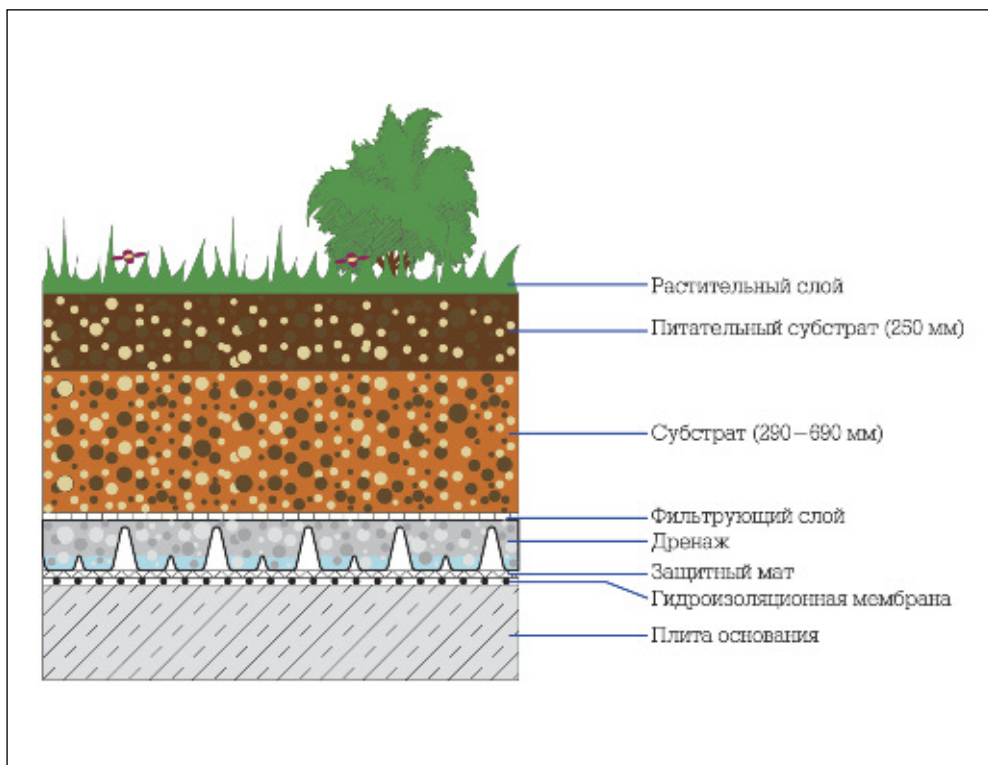 Растительный слой
Питательный субстрат (250 мм)
Субстрат (290–690 мм)
Фильтрующий слой
Дренаж
Защитный мат
Гидроизоляционная мембрана
Плита основания